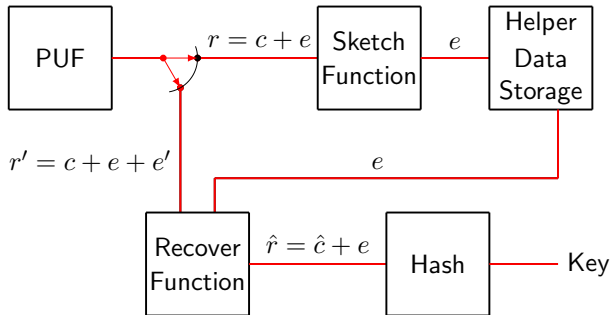 PUF
r = c + e
Sketch
Function
e
Helper
Data
Storage
r′ = c + e + e′
e
Recover
Function
r̂ = ĉ + e
Hash
Key